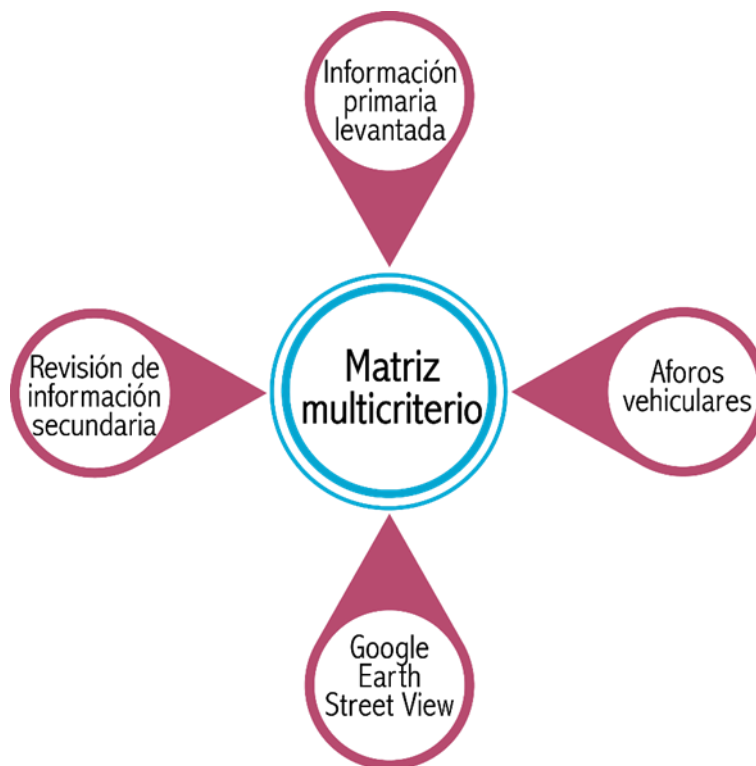 Información
primaria
levantada
Revisión de
información
secundaria
Matriz
multicriterio
Aforos
vehiculares
Google
Earth
Street View